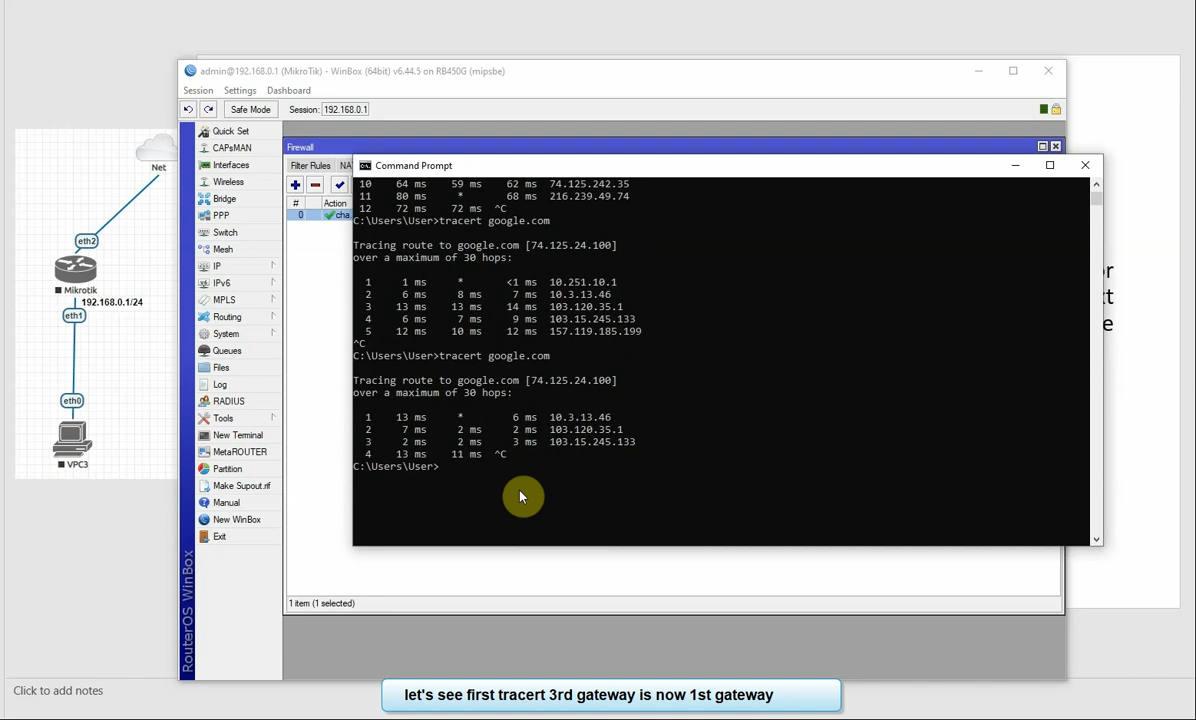 admin@192.168.0.1 (MikroTik) - WinBox (64bit) v6.44.5 on RB450G (mipsbe)
Session Settings Dashboard
Safe Mode Session: 192.168.0.1
Net
eth2
Mikrotik
192.168.0.1/24
eth1
eth0
VPC3
Quick Set
CAPsMAN
Interfaces
Wireless
Bridge
PPP
Switch
Mesh
IP
IPv6
MPLS
Routing
System
Queues
Files
Log
RADIUS
Tools
New Terminal
MetaROUTER
Partition
Make Supout.rif
Manual
New WinBox
Exit
RouterOS WinBox
Firewall
Filter Rules NA
# Action
0 cha
Command Prompt
10 64 ms 59 ms 62 ms 74.125.242.35
11 80 ms * 68 ms 216.239.49.74
12 72 ms 72 ms ^C
C:\Users\User>tracert google.com
Tracing route to google.com [74.125.24.100]
over a maximum of 30 hops:
1 1 ms * <1 ms 10.251.10.1
2 6 ms 8 ms 7 ms 10.3.13.46
3 13 ms 13 ms 14 ms 103.120.35.1
4 6 ms 7 ms 9 ms 103.15.245.133
5 12 ms 10 ms 12 ms 157.119.185.199
^C
C:\Users\User>tracert google.com
Tracing route to google.com [74.125.24.100]
over a maximum of 30 hops:
1 13 ms * 6 ms 10.3.13.46
2 7 ms 2 ms 2 ms 103.120.35.1
3 2 ms 2 ms 3 ms 103.15.245.133
4 13 ms 11 ms ^C
C:\Users\User>
1 item (1 selected)
Click to add notes
let's see first tracert 3rd gateway is now 1st gateway